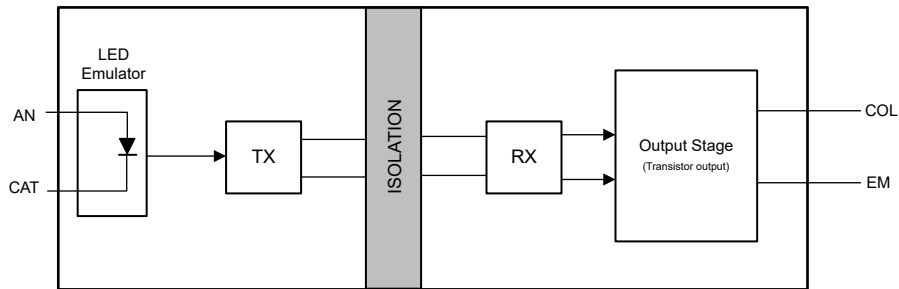 LED
Emulator
AN
CAT
TX
ISOLATION
RX
Output Stage
(Transistor output)
COL
EM